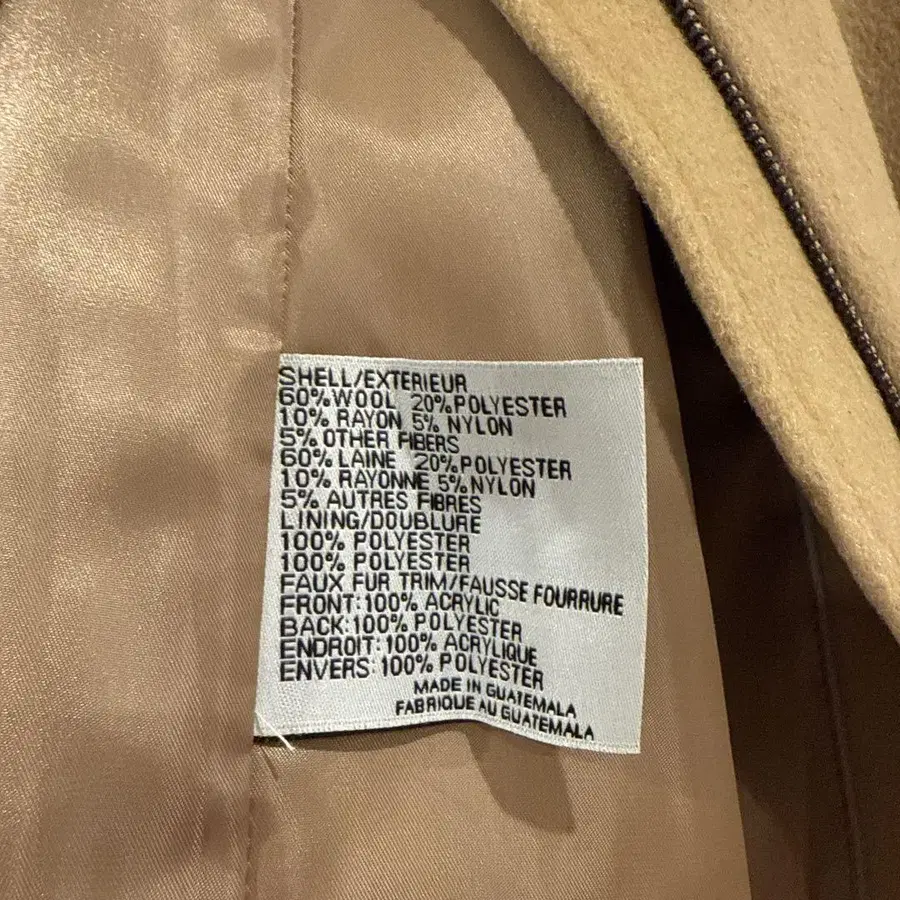 SHELL/EXTERIEUR
60%WOOL 20%POLYESTER
10% RAYON 5% NYLON
5% OTHER FIBERS
60% LAINE 20%POLYESTER
10% RAYONNE 5%NYLON
5% AUTRES FIBRES
LINING/DOUBLURE
100% POLYESTER
100% POLYESTER
FAUX FUR TRIM/FAUSSE FOURRURE
FRONT:100% ACRYLIC
BACK:100% POLYESTER
ENDROIT:100% ACRYLIQUE
ENVERS:100% POLYESTER
MADE IN GUATEMALA
FABRIQUE AU GUATEMALA